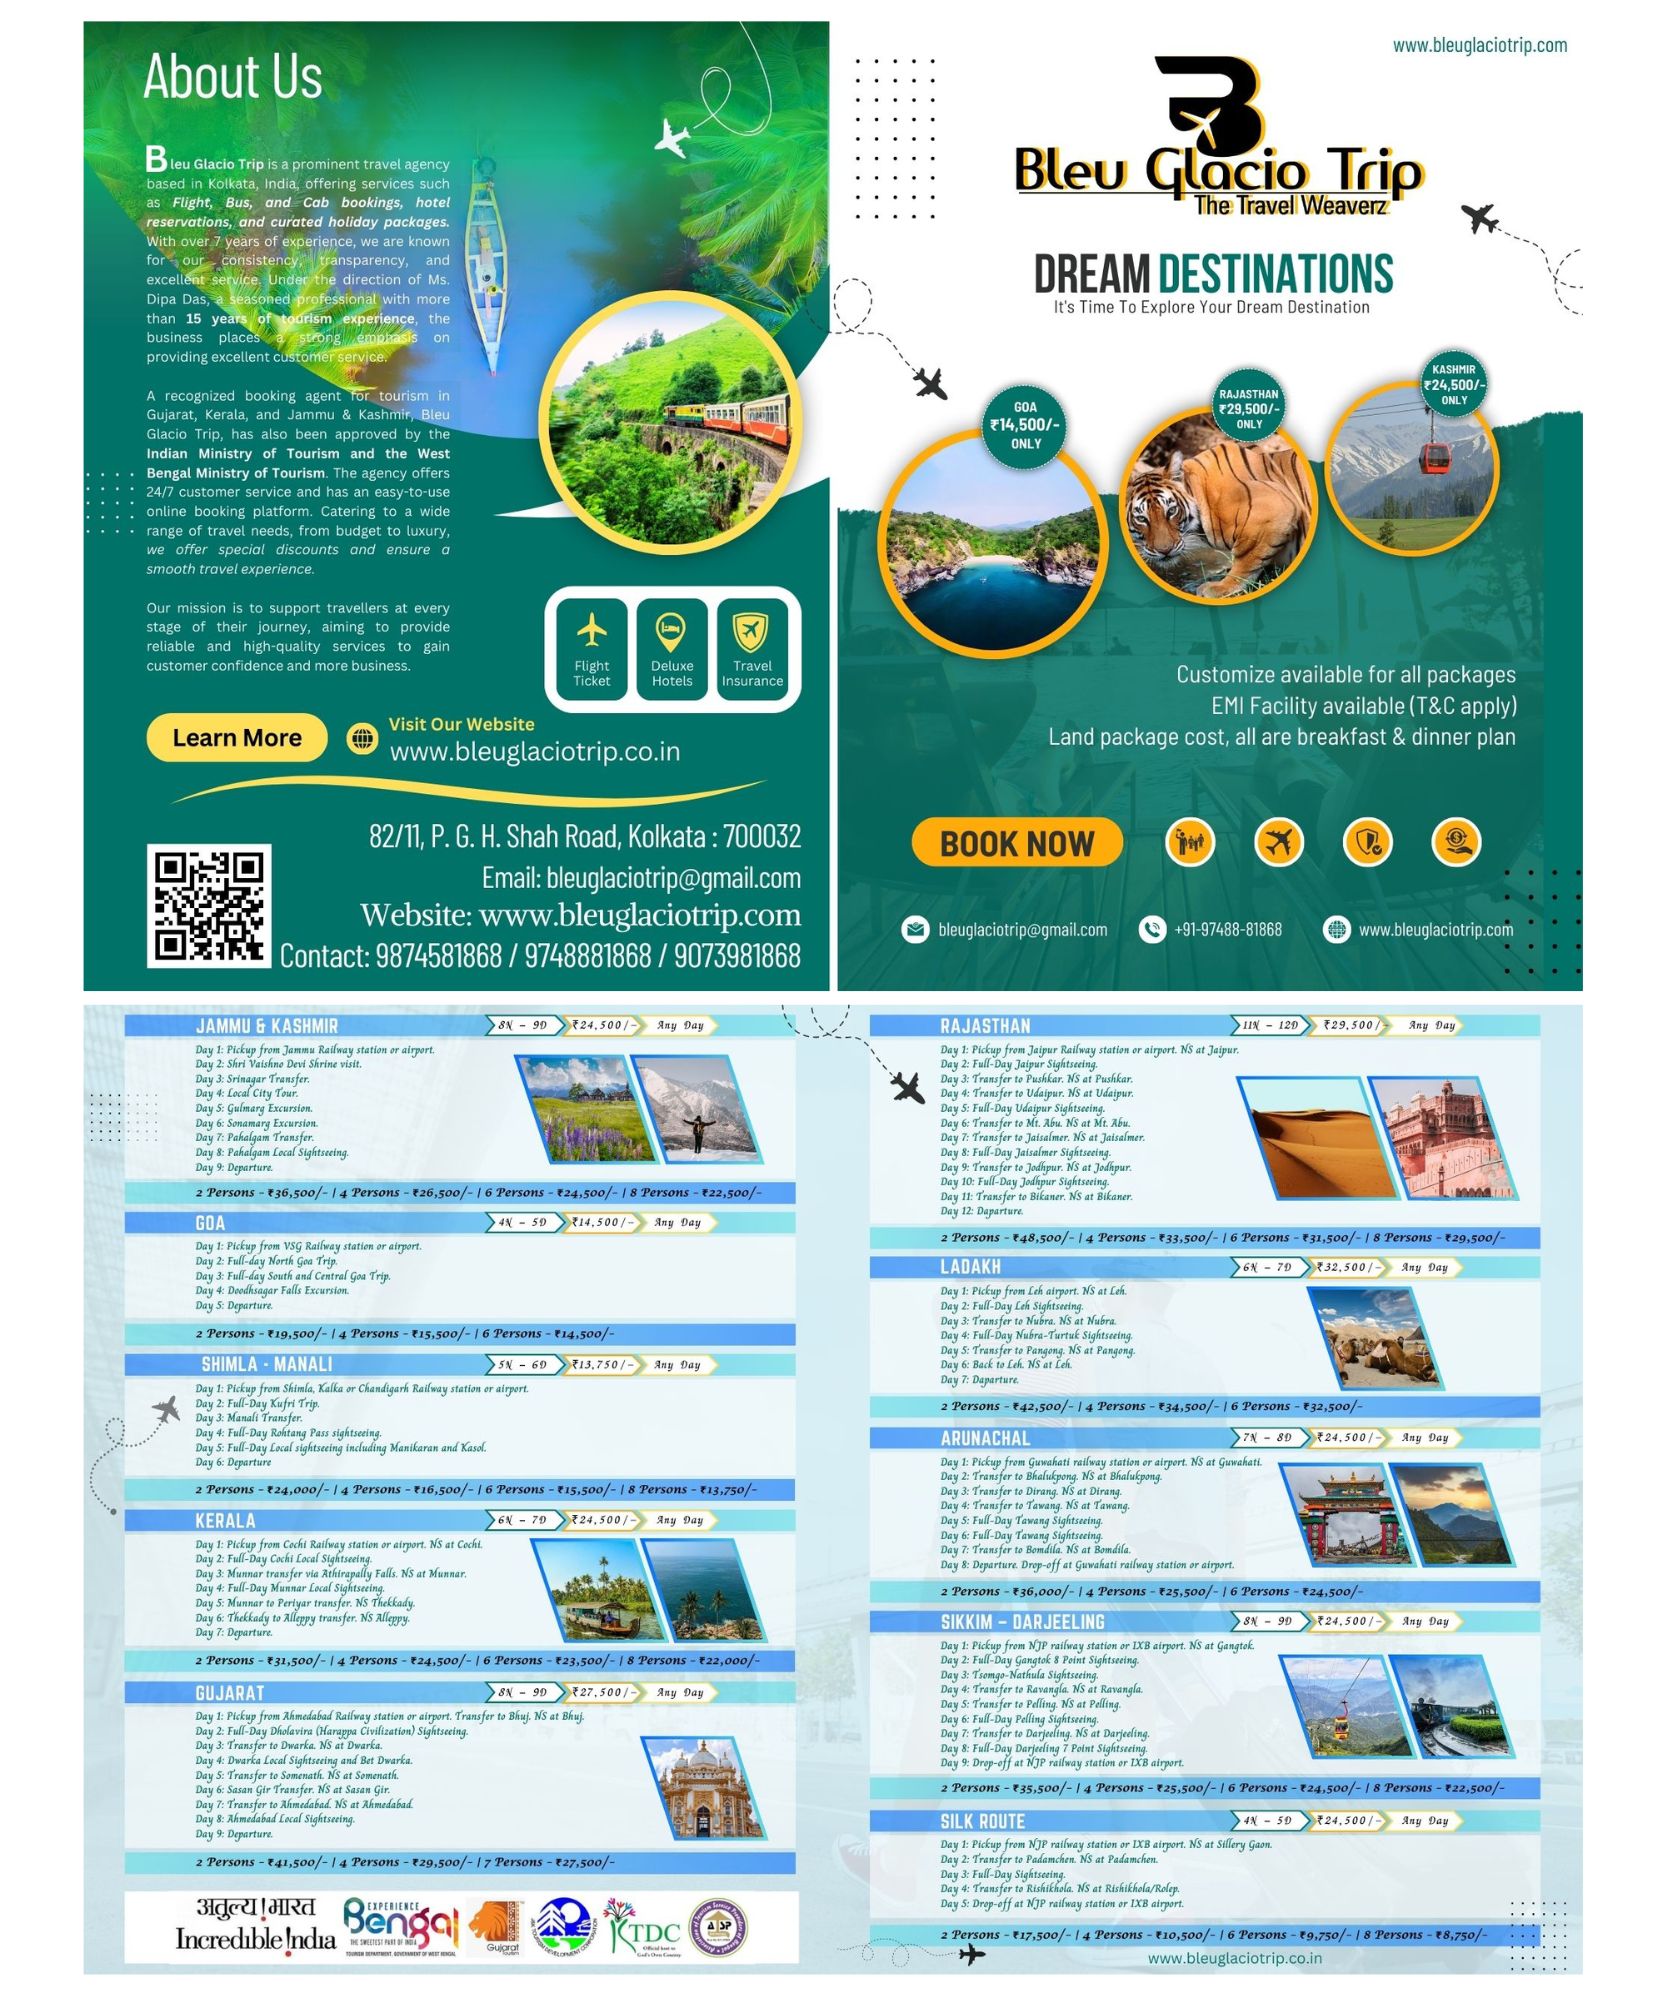 About Us
Bleu Glacio Trip is a prominent travel agency
based in Kolkata, India, offering services such
as Flight, Bus, and Cab bookings, hotel
reservations, and curated holiday packages.
With over 7 years of experience, we are known
for our consistency, transparency, and
excellent service. Under the direction of Ms.
Dipa Das, a seasoned professional with more
than 15 years of tourism experience, the
business places a strong emphasis on
providing excellent customer service.
A recognized booking agent for tourism in
Gujarat, Kerala, and Jammu & Kashmir, Bleu
Glacio Trip, has also been approved by the
Indian Ministry of Tourism and the West
Bengal Ministry of Tourism. The agency offers
24/7 customer service and has an easy-to-use
online booking platform. Catering to a wide
range of travel needs, from budget to luxury,
we offer special discounts and ensure a
smooth travel experience.
Our mission is to support travellers at every
stage of their journey, aiming to provide
reliable and high-quality services to gain
customer confidence and more business.
Flight
Ticket
Deluxe
Hotels
Travel
Insurance
Learn More
Visit Our Website
www.bleuglaciotrip.co.in
82/11, P. G. H. Shah Road, Kolkata : 700032
Email: bleuglaciotrip@gmail.com
Website: www.bleuglaciotrip.com
Contact: 9874581868 / 9748881868 / 9073981868
www.bleuglaciotrip.com
Bleu Glacio Trip
The Travel Weaverz
DREAM DESTINATIONS
It's Time To Explore Your Dream Destination
GOA
₹14,500/-
ONLY
RAJASTHAN
₹29,500/-
ONLY
KASHMIR
₹24,500/-
ONLY
Customize available for all packages
EMI Facility available (T&C apply)
Land package cost, all are breakfast & dinner plan
BOOK NOW
bleuglaciotrip@gmail.com
+91-97488-81868
www.bleuglaciotrip.com
JAMMU & KASHMIR 8N - 9D ₹24,500/- Any Day
Day 1: Pickup from Jammu Railway station or airport.
Day 2: Shri Vaishno Devi Shrine visit.
Day 3: Srinagar Transfer.
Day 4: Local City Tour.
Day 5: Gulmarg Excursion.
Day 6: Sonamarg Excursion.
Day 7: Pahalgam Transfer.
Day 8: Pahalgam Local Sightseeing.
Day 9: Departure.
2 Persons - ₹36,500/- | 4 Persons - ₹26,500/- | 6 Persons - ₹24,500/- | 8 Persons - ₹22,500/-
GOA 4N - 5D ₹14,500/- Any Day
Day 1: Pickup from VSG Railway station or airport.
Day 2: Full-day North Goa Trip.
Day 3: Full-day South and Central Goa Trip.
Day 4: Doodhsagar Falls Excursion.
Day 5: Departure.
2 Persons - ₹19,500/- | 4 Persons - ₹15,500/- | 6 Persons - ₹14,500/-
SHIMLA - MANALI 5N - 6D ₹13,750/- Any Day
Day 1: Pickup from Shimla, Kalka or Chandigarh Railway station or airport.
Day 2: Full-Day Kufri Trip.
Day 3: Manali Transfer.
Day 4: Full-Day Rohtang Pass sightseeing.
Day 5: Full-Day Local sightseeing including Manikaran and Kasol.
Day 6: Departure
2 Persons - ₹24,000/- | 4 Persons - ₹16,500/- | 6 Persons - ₹15,500/- | 8 Persons - ₹13,750/-
KERALA 6N - 7D ₹24,500/- Any Day
Day 1: Pickup from Cochi Railway station or airport. NS at Cochi.
Day 2: Full-Day Cochi Local Sightseeing.
Day 3: Munnar transfer via Athirapally Falls. NS at Munnar.
Day 4: Full-Day Munnar Local Sightseeing.
Day 5: Munnar to Periyar transfer. NS Thekkady.
Day 6: Thekkady to Alleppy transfer. NS Alleppy.
Day 7: Departure.
2 Persons - ₹31,500/- | 4 Persons - ₹24,500/- | 6 Persons - ₹23,500/- | 8 Persons - ₹22,000/-
GUJARAT 8N - 9D ₹27,500/- Any Day
Day 1: Pickup from Ahmedabad Railway station or airport. Transfer to Bhuj. NS at Bhuj.
Day 2: Full-Day Dholavira (Harappa Civilization) Sightseeing.
Day 3: Transfer to Dwarka. NS at Dwarka.
Day 4: Dwarka Local Sightseeing and Bet Dwarka.
Day 5: Transfer to Somenath. NS at Somenath.
Day 6: Sasan Gir Transfer. NS at Sasan Gir.
Day 7: Transfer to Ahmedabad. NS at Ahmedabad.
Day 8: Ahmedabad Local Sightseeing.
Day 9: Departure.
2 Persons - ₹41,500/- | 4 Persons - ₹29,500/- | 7 Persons - ₹27,500/-
अतुल्य!भारत
Incredible!ndia
EXPERIENCE
Bengal
THE SWEETEST PART OF INDIA
TOURISM DEPARTMENT, GOVERNMENT OF WEST BENGAL
Gujarat
Tourism
KTDC
Official host to
God's Own Country
ATSP
RAJASTHAN 11N - 12D ₹29,500/- Any Day
Day 1: Pickup from Jaipur Railway station or airport. NS at Jaipur.
Day 2: Full-Day Jaipur Sightseeing.
Day 3: Transfer to Pushkar. NS at Pushkar.
Day 4: Transfer to Udaipur. NS at Udaipur.
Day 5: Full-Day Udaipur Sightseeing.
Day 6: Transfer to Mt. Abu. NS at Mt. Abu.
Day 7: Transfer to Jaisalmer. NS at Jaisalmer.
Day 8: Full-Day Jaisalmer Sightseeing.
Day 9: Transfer to Jodhpur. NS at Jodhpur.
Day 10: Full-Day Jodhpur Sightseeing.
Day 11: Transfer to Bikaner. NS at Bikaner.
Day 12: Daparture.
2 Persons - ₹48,500/- | 4 Persons - ₹33,500/- | 6 Persons - ₹31,500/- | 8 Persons - ₹29,500/-
LADAKH 6N - 7D ₹32,500/- Any Day
Day 1: Pickup from Leh airport. NS at Leh.
Day 2: Full-Day Leh Sightseeing.
Day 3: Transfer to Nubra. NS at Nubra.
Day 4: Full-Day Nubra-Turtuk Sightseeing.
Day 5: Transfer to Pangong. NS at Pangong.
Day 6: Back to Leh. NS at Leh.
Day 7: Daparture.
2 Persons - ₹42,500/- | 4 Persons - ₹34,500/- | 6 Persons - ₹32,500/-
ARUNACHAL 7N - 8D ₹24,500/- Any Day
Day 1: Pickup from Guwahati railway station or airport. NS at Guwahati.
Day 2: Transfer to Bhalukpong. NS at Bhalukpong.
Day 3: Transfer to Dirang. NS at Dirang.
Day 4: Transfer to Tawang. NS at Tawang.
Day 5: Full-Day Tawang Sightseeing.
Day 6: Full-Day Tawang Sightseeing.
Day 7: Transfer to Bomdila. NS at Bomdila.
Day 8: Departure. Drop-off at Guwahati railway station or airport.
2 Persons - ₹36,000/- | 4 Persons - ₹25,500/- | 6 Persons - ₹24,500/-
SIKKIM – DARJEELING 8N - 9D ₹24,500/- Any Day
Day 1: Pickup from NJP railway station or IXB airport. NS at Gangtok.
Day 2: Full-Day Gangtok 8 Point Sightseeing.
Day 3: Tsomgo-Nathula Sightseeing.
Day 4: Transfer to Ravangla. NS at Ravangla.
Day 5: Transfer to Pelling. NS at Pelling.
Day 6: Full-Day Pelling Sightseeing.
Day 7: Transfer to Darjeeling. NS at Darjeeling.
Day 8: Full-Day Darjeeling 7 Point Sightseeing.
Day 9: Drop-off at NJP railway station or IXB airport.
2 Persons - ₹35,500/- | 4 Persons - ₹25,500/- | 6 Persons - ₹24,500/- | 8 Persons - ₹22,500/-
SILK ROUTE 4N - 5D ₹24,500/- Any Day
Day 1: Pickup from NJP railway station or IXB airport. NS at Sillery Gaon.
Day 2: Transfer to Padamchen. NS at Padamchen.
Day 3: Full-Day Sightseeing.
Day 4: Transfer to Rishikhola. NS at Rishikhola/Rolep.
Day 5: Drop-off at NJP railway station or IXB airport.
2 Persons - ₹17,500/- | 4 Persons - ₹10,500/- | 6 Persons - ₹9,750/- | 8 Persons - ₹8,750/-
www.bleuglaciotrip.co.in